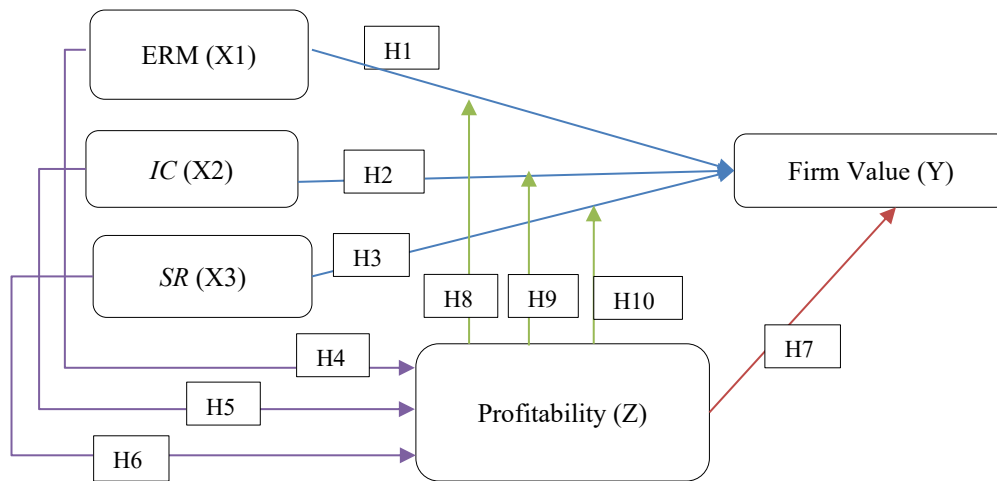 ERM (X1)
H1
IC (X2)
H2
Firm Value (Y)
SR (X3)
H3
H8
H9
H10
H4
H7
H5
Profitability (Z)
H6